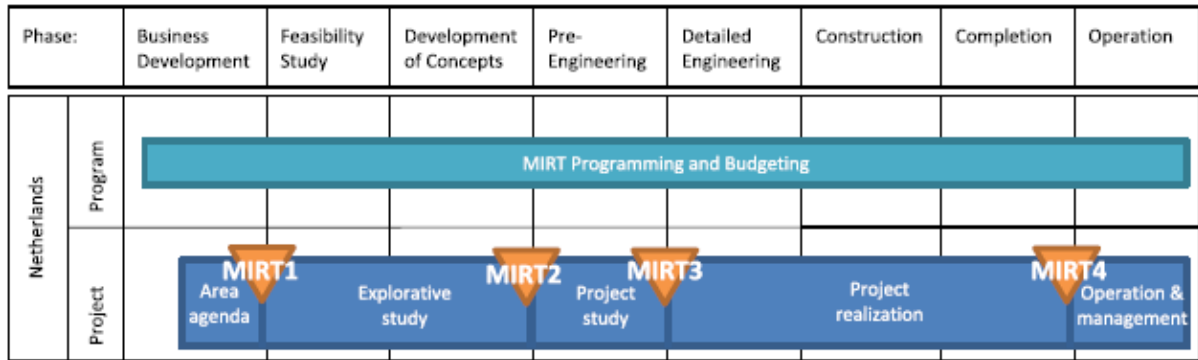 Phase:
Business
Development
Feasibility
Study
Development
of Concepts
Pre-
Engineering
Detailed
Engineering
Construction
Completion
Operation
Netherlands
Program
MIRT Programming and Budgeting
Project
MIRT1
MIRT2
MIRT3
MIRT4
Area
agenda
Explorative
study
Project
study
Project
realization
Operation &
management